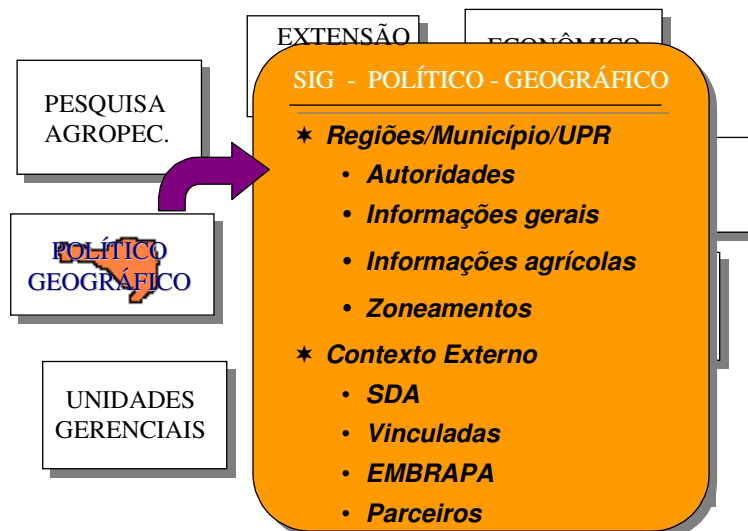 EXTENSÃO
PESQUISA
AGROPEC.
POLÍTICO
GEOGRÁFICO
UNIDADES
GERENCIAIS
SIG - POLÍTICO - GEOGRÁFICO
✶ Regiões/Município/UPR
• Autoridades
• Informações gerais
• Informações agrícolas
• Zoneamentos
✶ Contexto Externo
• SDA
• Vinculadas
• EMBRAPA
• Parceiros